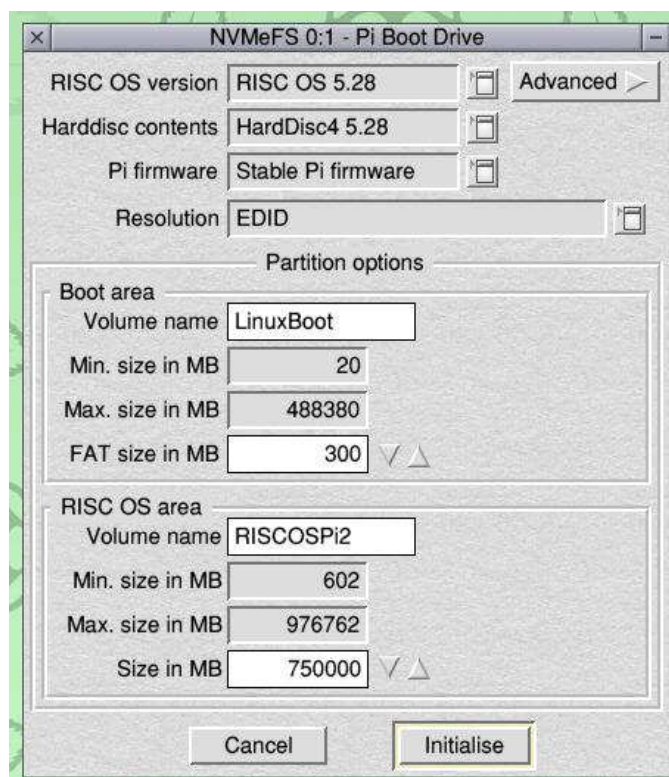 NVMeFS 0:1 - Pi Boot Drive
RISC OS version RISC OS 5.28 Advanced
Harddisc contents HardDisc4 5.28
Pi firmware Stable Pi firmware
Resolution EDID
Partition options
Boot area
Volume name LinuxBoot
Min. size in MB 20
Max. size in MB 488380
FAT size in MB 300
RISC OS area
Volume name RISCOSPi2
Min. size in MB 602
Max. size in MB 976762
Size in MB 750000
Cancel Initialise